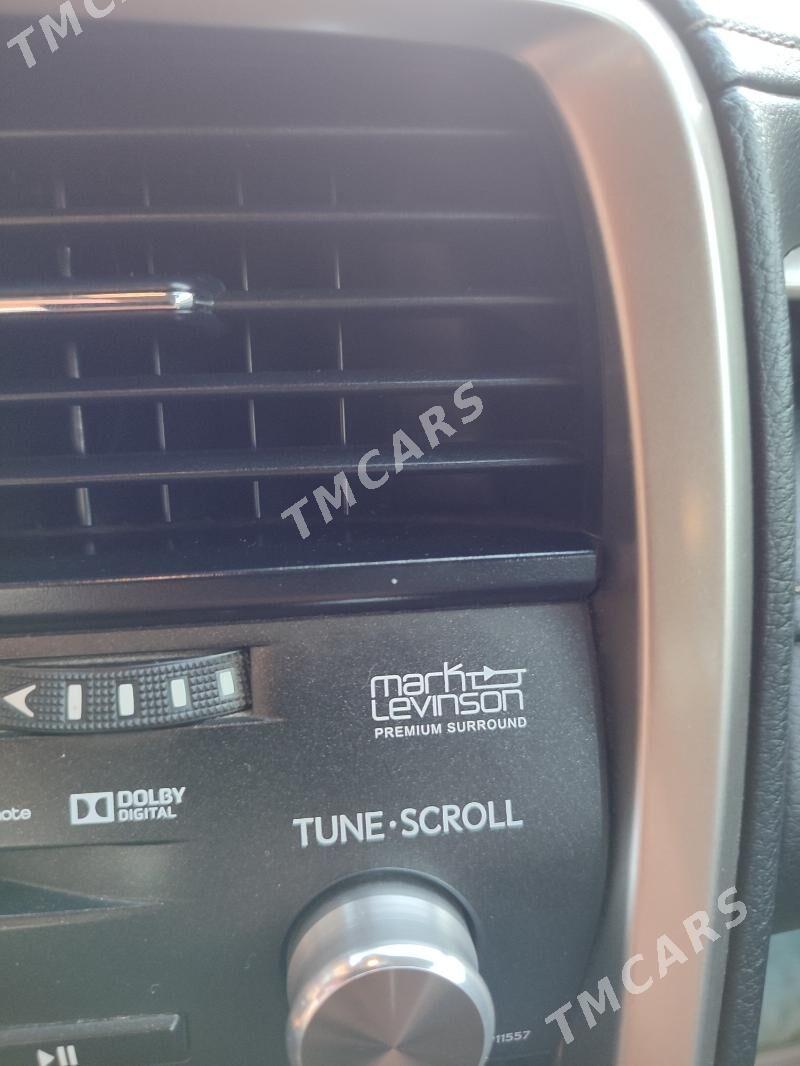 TMCARS
TMCARS
mark
Levinson
PREMIUM SURROUND
DOLBY
DIGITAL
TUNE·SCROLL
11557
TMCARS